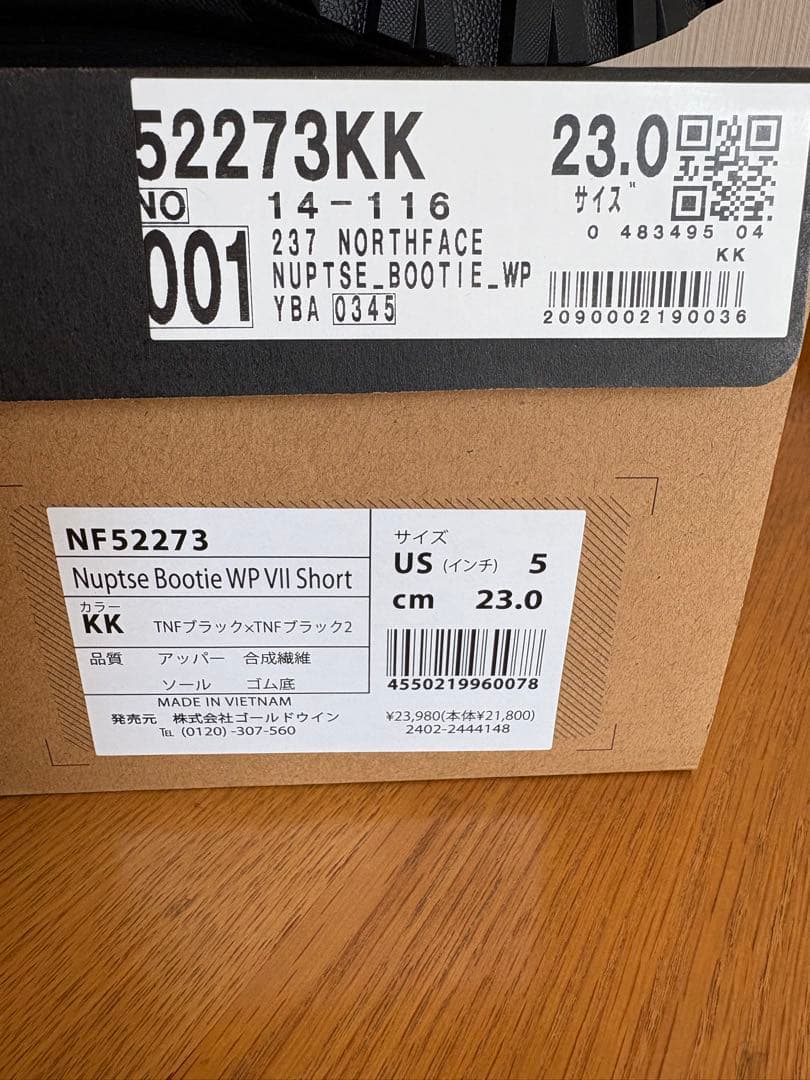 52273KK
23.0
サイズ"
NO 14-116
0 483495 04
001 237 NORTHFACE
KK
NUPTSE_BOOTIE_WP
YBA 0345
2090002190036
NF52273
Nuptse Bootie WP VII Short
カラー
KK TNFブラック×TNFブラック2
品質 アッパー 合成繊維
ソール ゴム底
MADE IN VIETNAM
発売元 株式会社ゴールドウイン
TEL (0120) -307-560
サイズ
US (インチ) 5
cm 23.0
4550219960078
¥23,980(本体¥21,800)
2402-2444148